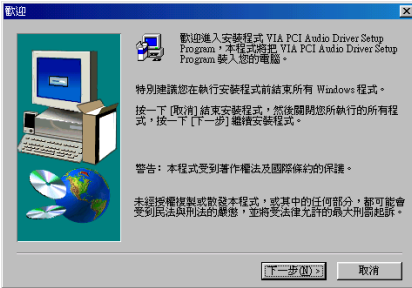 歡迎
歡迎進入安裝程式 VIA PCI Audio Driver Setup
Program，本程式將把 VIA PCI Audio Driver Setup
Program 裝入您的電腦。
特別建議您在執行安裝程式前結束所有 Windows 程式。
按一下 [取消] 結束安裝程式，然後關閉您所執行的所有程
式，按一下 [下一步] 繼續安裝程式。
警告: 本程式受到著作權法及國際條約的保護。
未經授權複製或散發本程式，或其中的任何部分，都可能會
受到民法與刑法的嚴懲，並將受法律允許的最大刑罰起訴。
下一步(N) >
取消